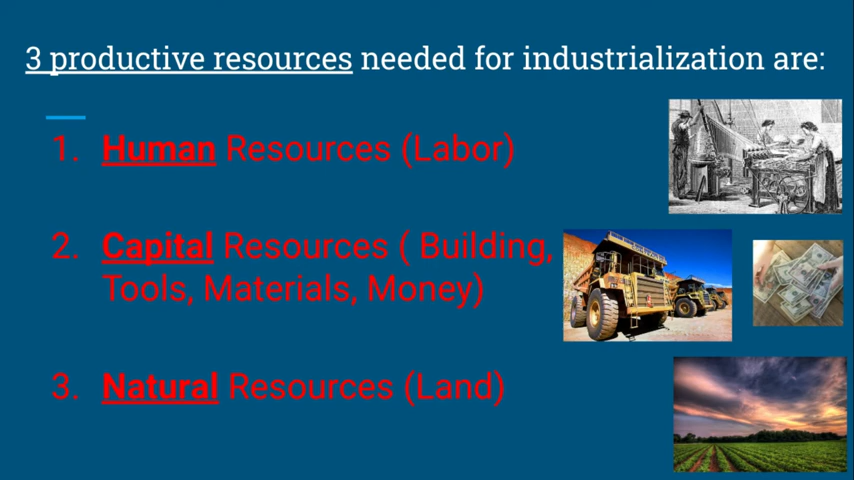 3 productive resources needed for industrialization are:
1. Human Resources (Labor)
2. Capital Resources ( Building,
Tools, Materials, Money)
3. Natural Resources (Land)